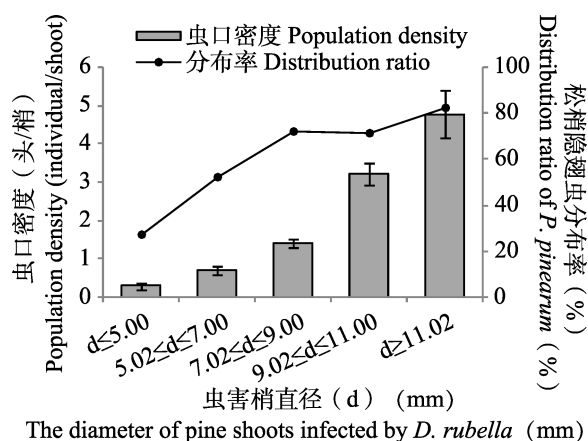 虫口密度 Population density
分布率 Distribution ratio
虫口密度（头/梢）
Population density (individual/shoot)
6
5
4
3
2
1
0
100
80
60
40
20
0
松梢隐翅虫分布率（%）
Distribution ratio of P. pinearum（%）
d≤5.00
5.02≤d≤7.00
7.02≤d≤9.00
9.02≤d≤11.00
d≥11.02
虫害梢直径（d）(mm)
The diameter of pine shoots infected by D. rubella（mm）